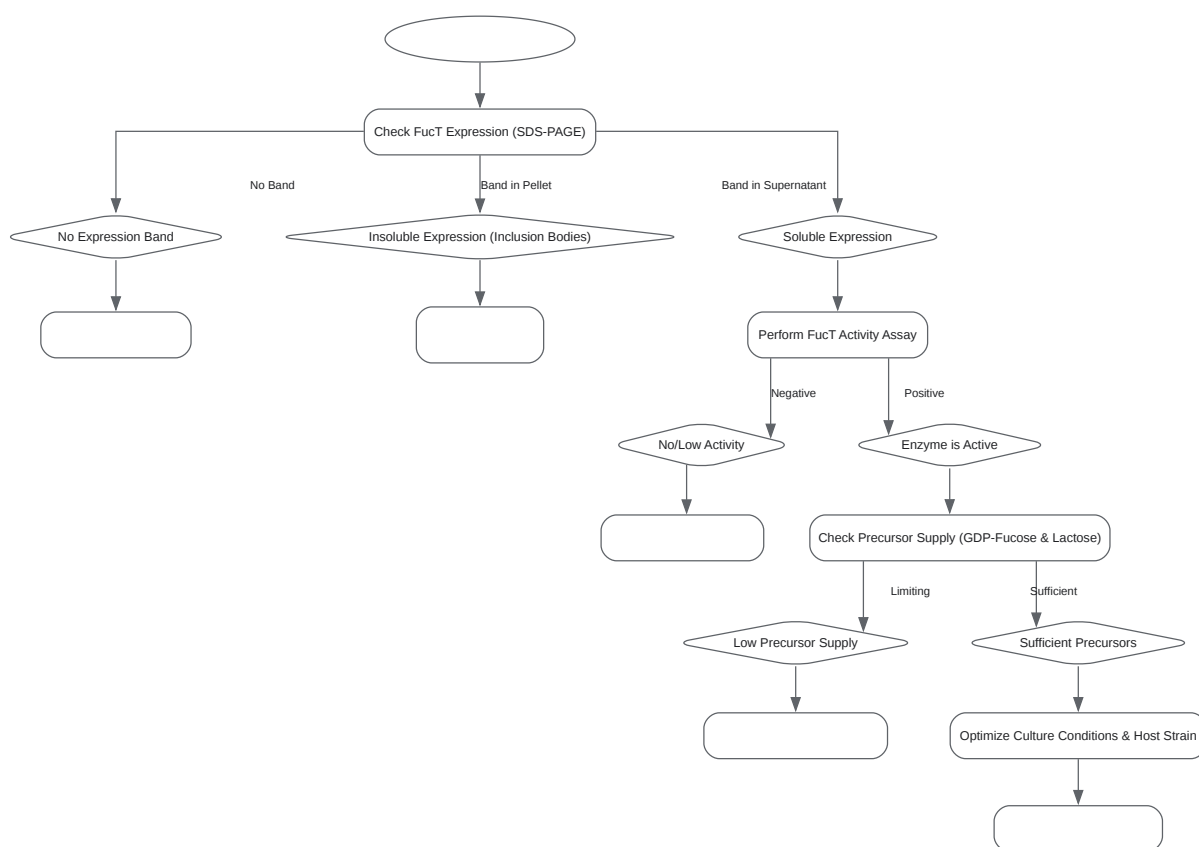 Check FucT Expression (SDS-PAGE)
No Band
Band in Pellet
Band in Supernatant
No Expression Band
Insoluble Expression (Inclusion Bodies)
Soluble Expression
Perform FucT Activity Assay
Negative
Positive
No/Low Activity
Enzyme is Active
Check Precursor Supply (GDP-Fucose & Lactose)
Limiting
Sufficient
Low Precursor Supply
Sufficient Precursors
Optimize Culture Conditions & Host Strain